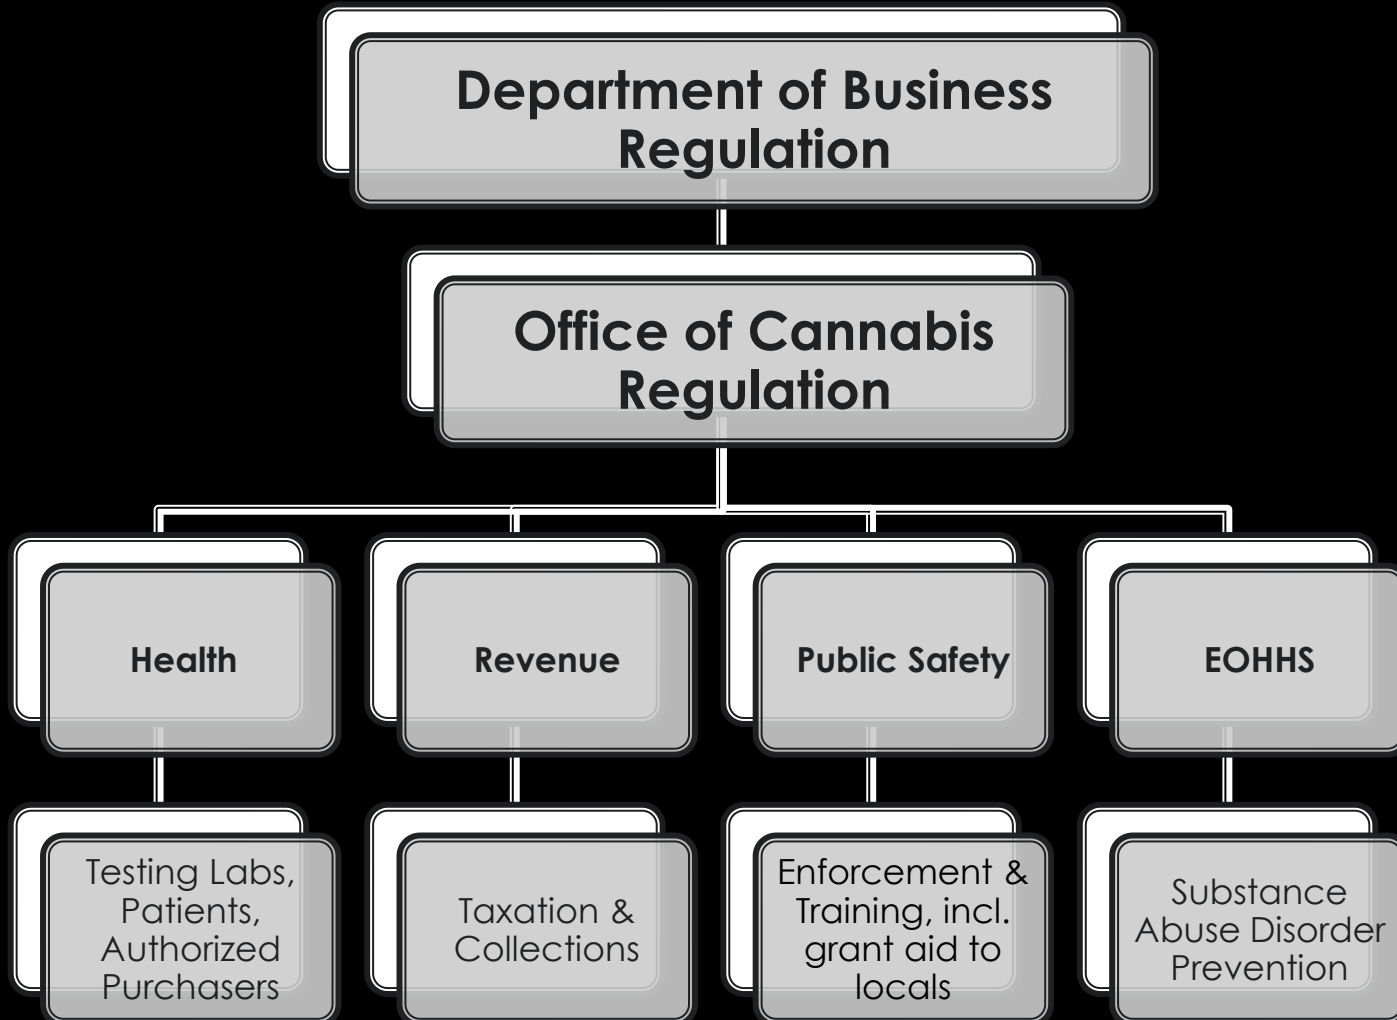 Department of Business
Regulation
Office of Cannabis
Regulation
Health
Revenue
Public Safety
EOHHS
Testing Labs,
Patients,
Authorized
Purchasers
Taxation &
Collections
Enforcement &
Training, incl.
grant aid to
locals
Substance
Abuse Disorder
Prevention